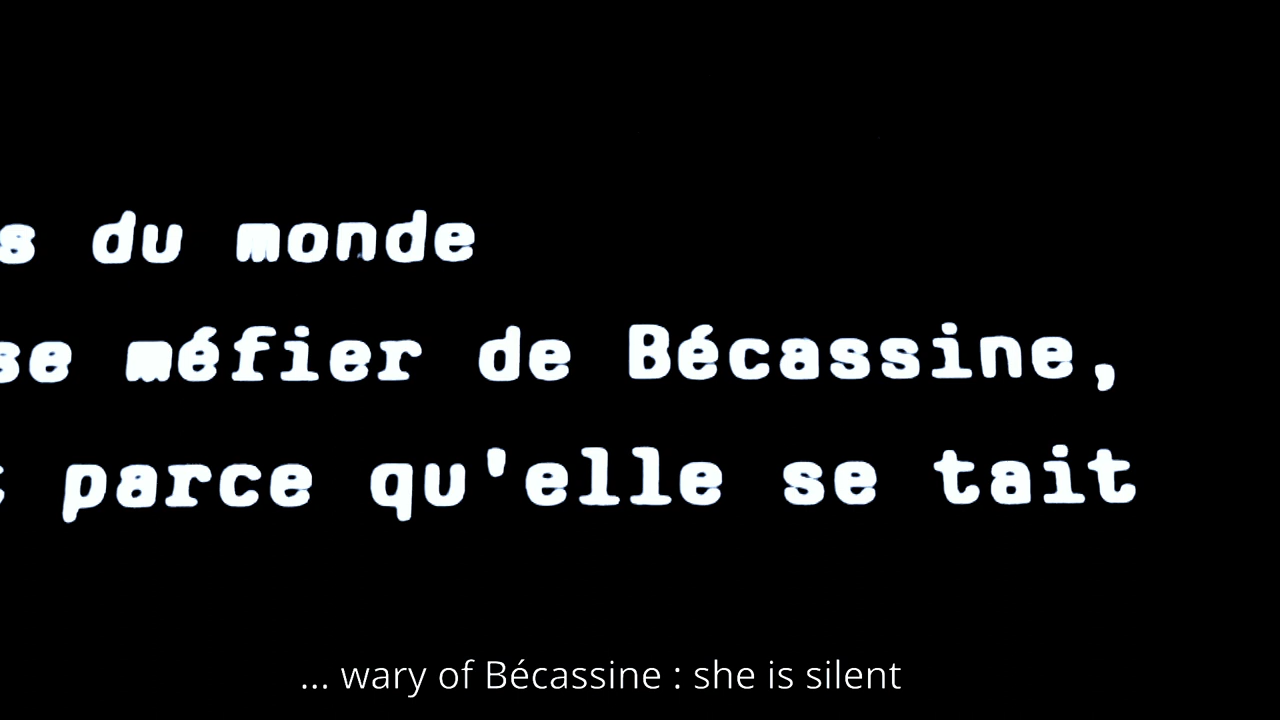 s du monde
se méfier de Bécassine,
parce qu'elle se tait
... wary of Bécassine : she is silent